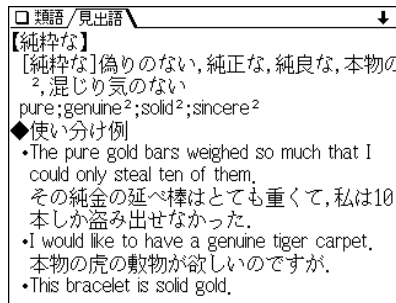 類語/見出語
【純粋な】
[純粋な]偽りのない,純正な,純良な,本物の
²,混じり気のない
pure;genuine²;solid²;sincere²
◆使い分け例
•The pure gold bars weighed so much that I
could only steal ten of them.
その純金の延べ棒はとても重くて,私は10
本しか盗み出せなかった.
•I would like to have a genuine tiger carpet.
本物の虎の敷物が欲しいのですが.
•This bracelet is solid gold.